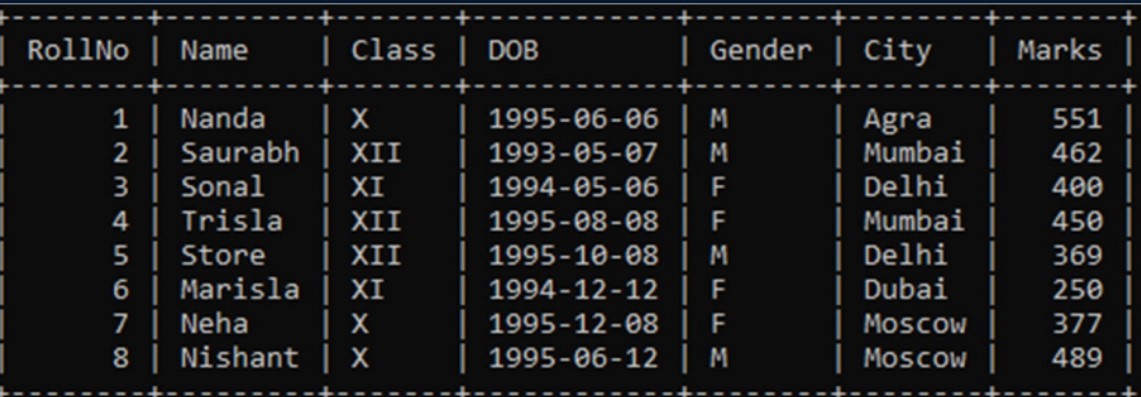 RollNo | Name | Class | DOB | Gender | City | Marks
1 | Nanda | X | 1995-06-06 | M | Agra | 551
2 | Saurabh | XII | 1993-05-07 | M | Mumbai | 462
3 | Sonal | XI | 1994-05-06 | F | Delhi | 400
4 | Trisla | XII | 1995-08-08 | F | Mumbai | 450
5 | Store | XII | 1995-10-08 | M | Delhi | 369
6 | Marisla | XI | 1994-12-12 | F | Dubai | 250
7 | Neha | X | 1995-12-08 | F | Moscow | 377
8 | Nishant | X | 1995-06-12 | M | Moscow | 489